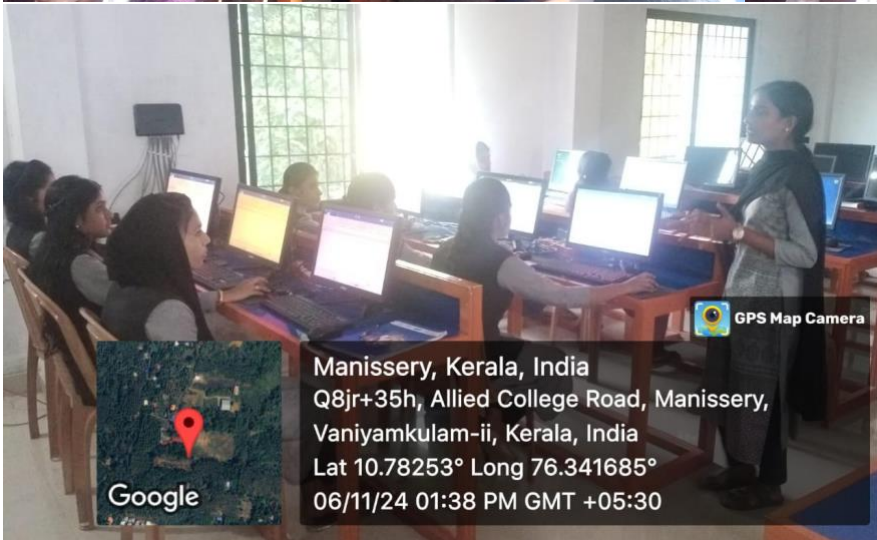 GPS Map Camera
Manissery, Kerala, India
Q8jr+35h, Allied College Road, Manissery,
Vaniyamkulam-ii, Kerala, India
Lat 10.78253° Long 76.341685°
06/11/24 01:38 PM GMT +05:30
Google